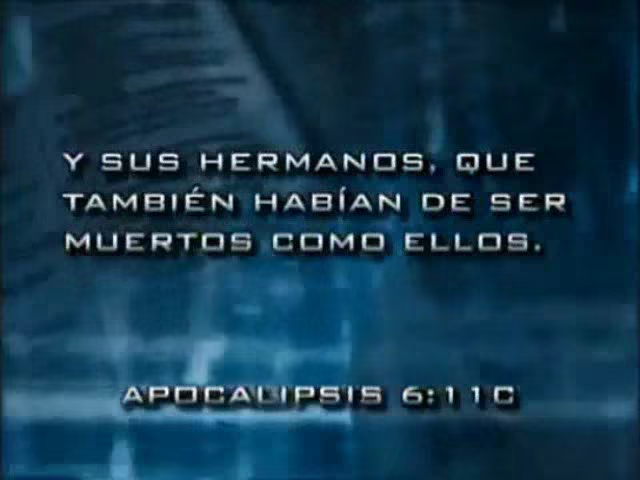 Y SUS HERMANOS, QUE
TAMBIÉN HABÍAN DE SER
MUERTOS COMO ELLOS.
APOCALIPSIS 6:11C